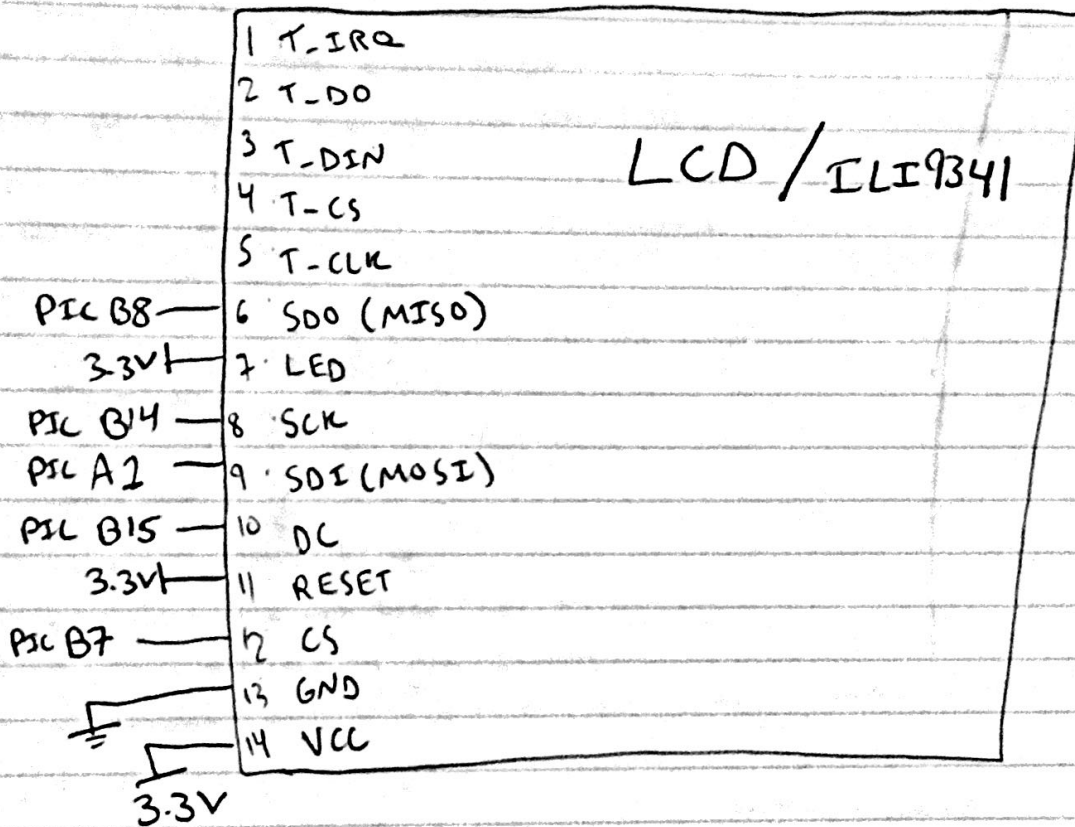 1 T_IRQ
2 T_DO
3 T_DIN
LCD / ILI9341
4 T-CS
5 T-CLK
PIC B8 6 SDO (MISO)
3.3V 7 LED
PIC B14 8 SCK
PIC A2 9 SDI (MOSI)
PIC B15 10 DC
3.3V 11 RESET
PIC B7 12 CS
13 GND
14 VCC
3.3V